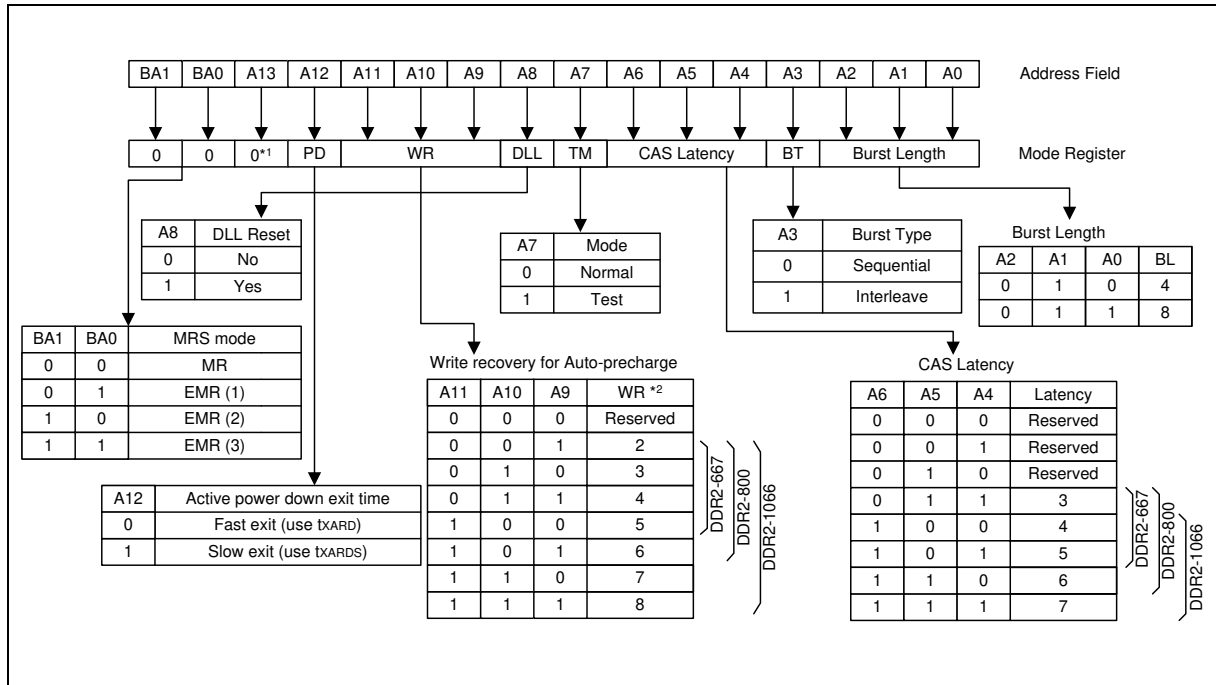 BA1 BA0 A13 A12 A11 A10 A9 A8 A7 A6 A5 A4 A3 A2 A1 A0 Address Field
0 0 0*1 PD WR DLL TM CAS Latency BT Burst Length Mode Register
A8 DLL Reset
0 No
1 Yes
A7 Mode
0 Normal
1 Test
A3 Burst Type
0 Sequential
1 Interleave
Burst Length
A2 A1 A0 BL
0 1 0 4
0 1 1 8
BA1 BA0 MRS mode
0 0 MR
0 1 EMR (1)
1 0 EMR (2)
1 1 EMR (3)
A12 Active power down exit time
0 Fast exit (use tXARD)
1 Slow exit (use tXARDS)
Write recovery for Auto-precharge
A11 A10 A9 WR *2
0 0 0 Reserved
0 0 1 2
0 1 0 3
0 1 1 4
1 0 0 5
1 0 1 6
1 1 0 7
1 1 1 8
DDR2-667
DDR2-800
DDR2-1066
CAS Latency
A6 A5 A4 Latency
0 0 0 Reserved
0 0 1 Reserved
0 1 0 Reserved
0 1 1 3
1 0 0 4
1 0 1 5
1 1 0 6
1 1 1 7
DDR2-667
DDR2-800
DDR2-1066